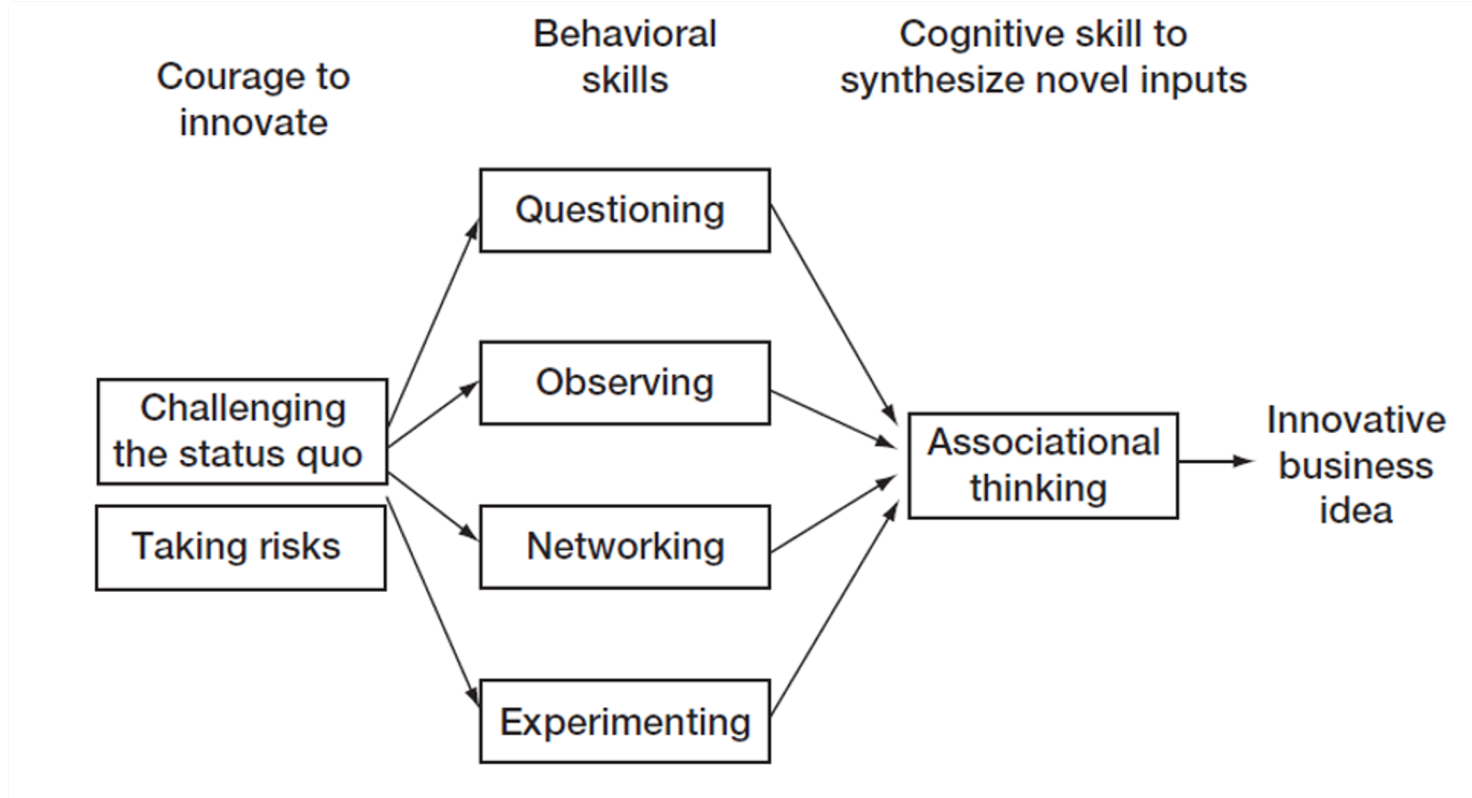 Courage to
innovate
Behavioral
skills
Cognitive skill to
synthesize novel inputs
Challenging
the status quo
Taking risks
Questioning
Observing
Networking
Experimenting
Associational
thinking
Innovative
business
idea